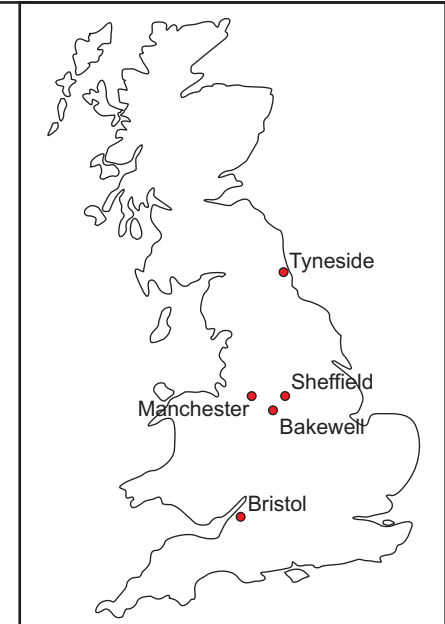 Tyneside
Sheffield
Manchester
Bakewell
Bristol